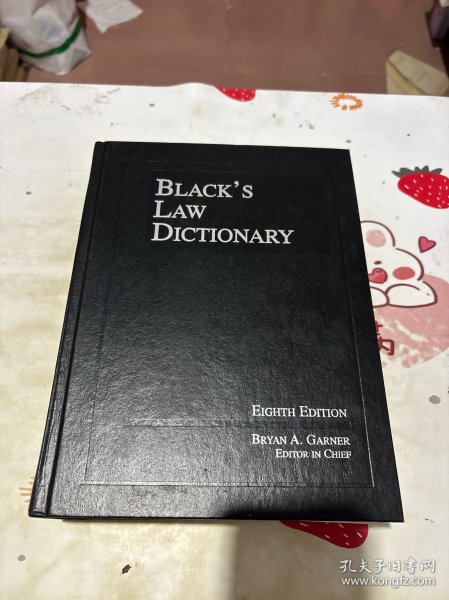 BLACK'S
LAW
DICTIONARY
EIGHTH EDITION
BRYAN A. GARNER
EDITOR IN CHIEF
孔夫子旧书网
www.kongfz.com